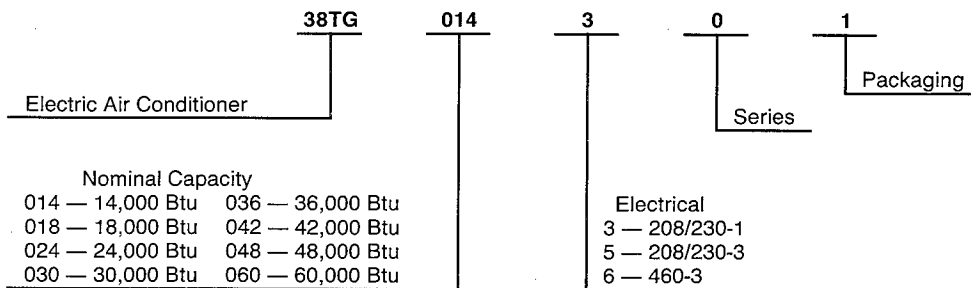 38TG 014 3 0 1
Packaging
Electric Air Conditioner
Series
Nominal Capacity
014 — 14,000 Btu 036 — 36,000 Btu
Electrical
018 — 18,000 Btu 042 — 42,000 Btu
3 — 208/230-1
024 — 24,000 Btu 048 — 48,000 Btu
5 — 208/230-3
030 — 30,000 Btu 060 — 60,000 Btu
6 — 460-3